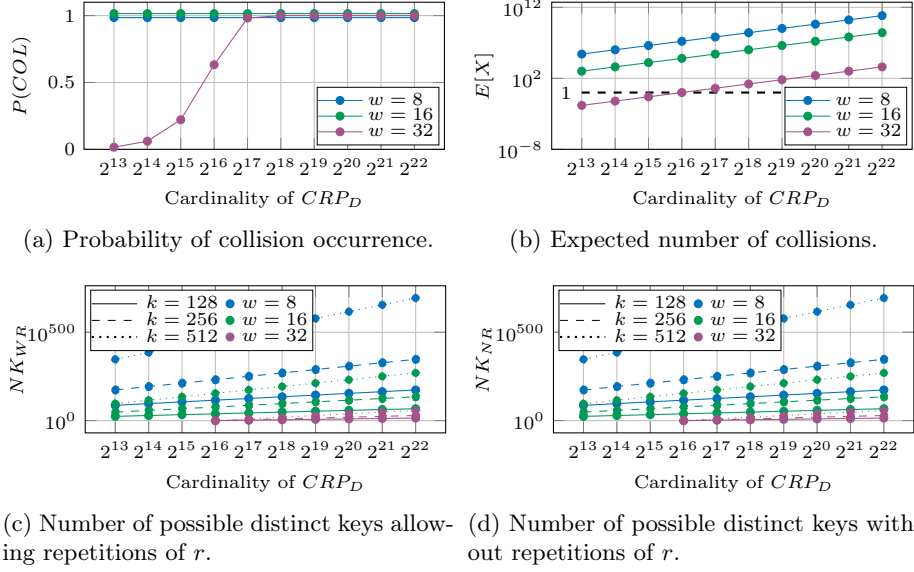 1
0.5
0
P(COL)
w = 8
w = 16
w = 32
2^13 2^14 2^15 2^16 2^17 2^18 2^19 2^20 2^21 2^22
Cardinality of CRP_D
(a) Probability of collision occurrence.
10^12
10^2
10^−8
E[X]
1
w = 8
w = 16
w = 32
2^13 2^14 2^15 2^16 2^17 2^18 2^19 2^20 2^21 2^22
Cardinality of CRP_D
(b) Expected number of collisions.
k = 128 w = 8
k = 256 w = 16
k = 512 w = 32
10^500
10^0
NK_WR
2^13 2^14 2^15 2^16 2^17 2^18 2^19 2^20 2^21 2^22
Cardinality of CRP_D
(c) Number of possible distinct keys allow-
ing repetitions of r.
k = 128 w = 8
k = 256 w = 16
k = 512 w = 32
10^500
10^0
NK_NR
2^13 2^14 2^15 2^16 2^17 2^18 2^19 2^20 2^21 2^22
Cardinality of CRP_D
(d) Number of possible distinct keys with
out repetitions of r.